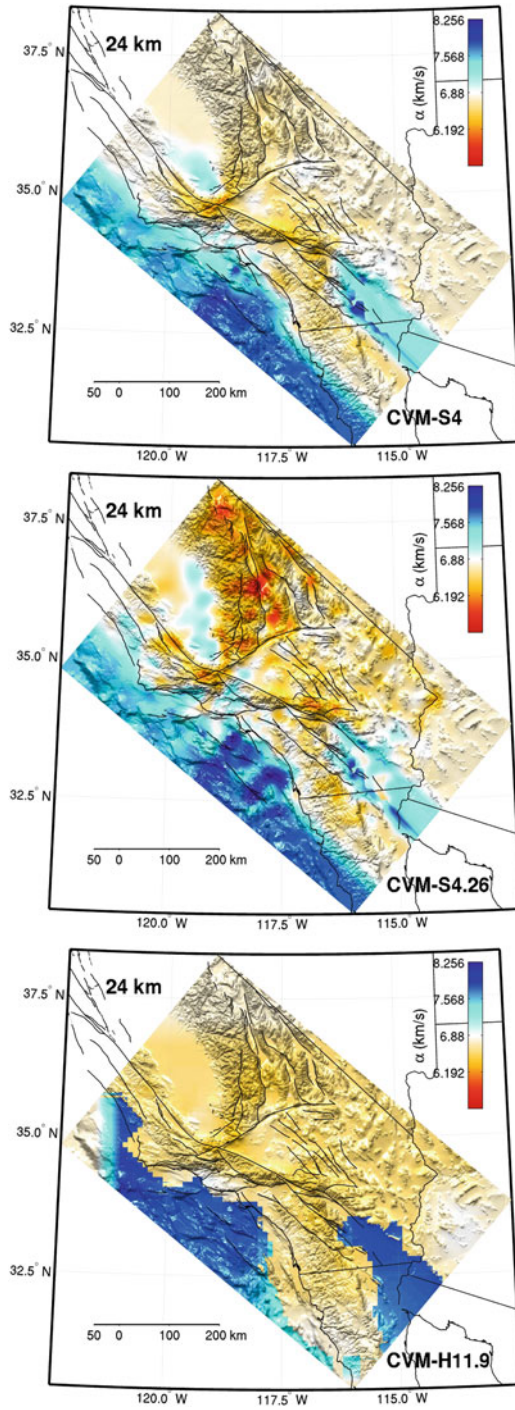 37.5° N
35.0° N
32.5° N
24 km
8.256
7.568
6.88
6.192
α (km/s)
50 0 100 200 km
CVM-S4
120.0° W 117.5° W 115.0° W
37.5° N
35.0° N
32.5° N
24 km
8.256
7.568
6.88
6.192
α (km/s)
50 0 100 200 km
CVM-S4.26
120.0° W 117.5° W 115.0° W
37.5° N
35.0° N
32.5° N
24 km
8.256
7.568
6.88
6.192
α (km/s)
50 0 100 200 km
CVM-H11.9
120.0° W 117.5° W 115.0° W